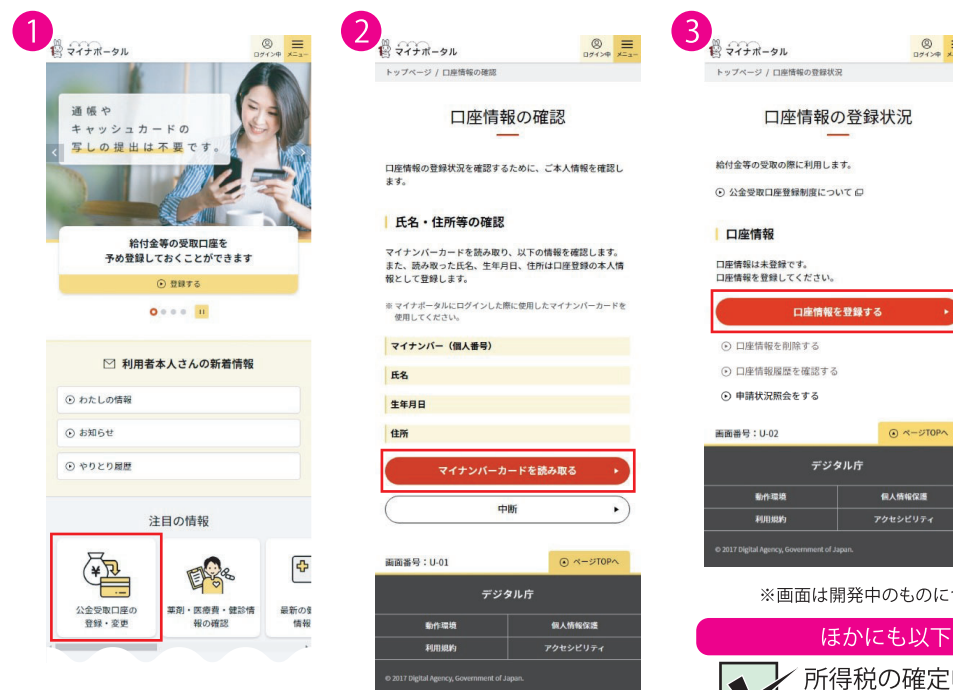 1
マイナポータル
ログイン中
メニュー
通帳や
キャッシュカードの
写しの提出は不要です。
給付金等の受取口座を
予め登録しておくことができます
登録する
利用者本人さんの新着情報
わたしの情報
お知らせ
やりとり履歴
注目の情報
公金受取口座の
登録・変更
薬剤・医療費・健診情
報の確認
最新の健
情報
2
マイナポータル
ログイン中
メニュー
トップページ / 口座情報の確認
口座情報の確認
口座情報の登録状況を確認するために、ご本人情報を確認し
ます。
氏名・住所等の確認
マイナンバーカードを読み取り、以下の情報を確認します。
また、読み取った氏名、生年月日、住所は口座登録の本人情
報として登録します。
※ マイナポータルにログインした際に使用したマイナンバーカードを
使用してください。
マイナンバー（個人番号）
氏名
生年月日
住所
マイナンバーカードを読み取る
中断
画面番号：U-01
ページTOPへ
デジタル庁
動作環境
個人情報保護
利用規約
アクセシビリティ
© 2017 Digital Agency, Government of Japan.
3
マイナポータル
ログイン中
トップページ / 口座情報の登録状況
口座情報の登録状況
給付金等の受取の際に利用します。
公金受取口座登録制度について
口座情報
口座情報は未登録です。
口座情報を登録してください。
口座情報を登録する
口座情報を削除する
口座情報履歴を確認する
申請状況照会をする
画面番号：U-02
ページTOPへ
デジタル庁
動作環境
個人情報保護
利用規約
アクセシビリティ
© 2017 Digital Agency, Government of Japan.
※画面は開発中のものに
ほかにも以下
所得税の確定